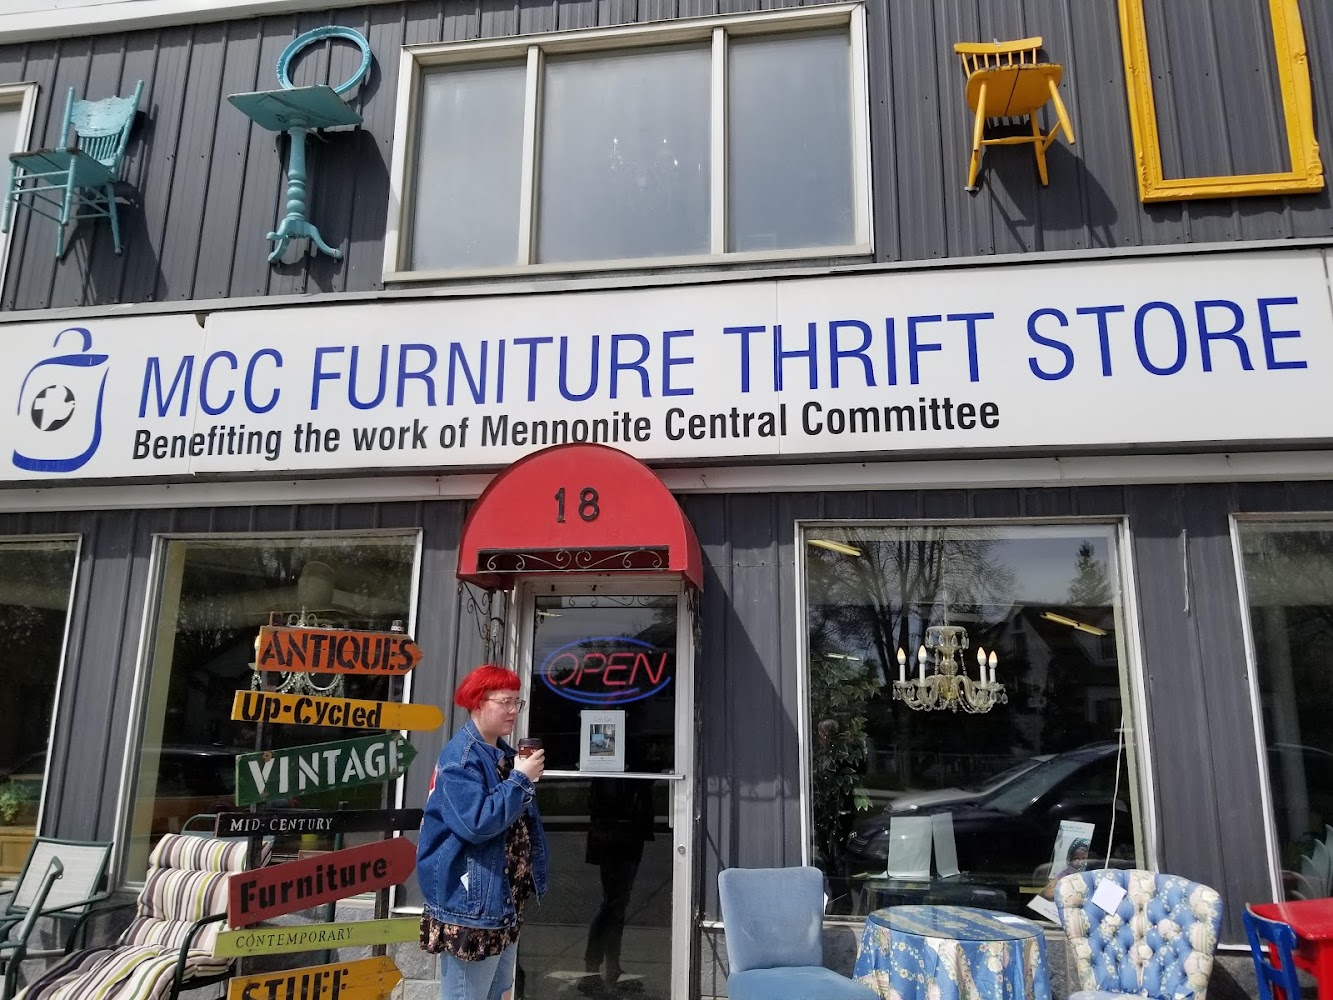 MCC FURNITURE THRIFT STORE
Benefiting the work of Mennonite Central Committee
18
OPEN
ANTIQUES
Up-Cycled
VINTAGE
MID-CENTURY
Furniture
CONTEMPORARY
STUFF